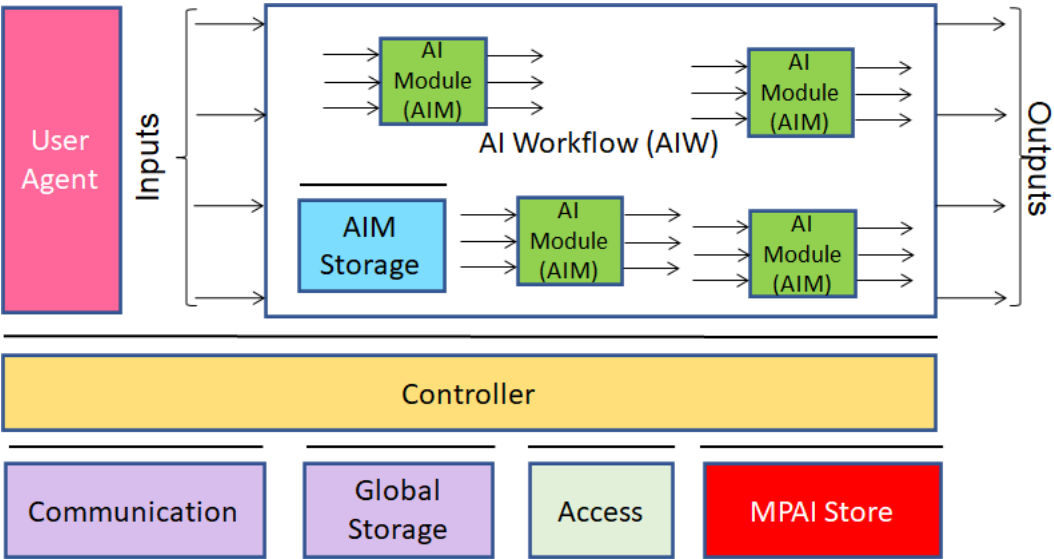 User
Agent
Inputs
AI
Module
(AIM)
AI
Module
(AIM)
AI Workflow (AIW)
AIM
Storage
AI
Module
(AIM)
AI
Module
(AIM)
Outputs
Controller
Communication
Global
Storage
Access
MPAI Store